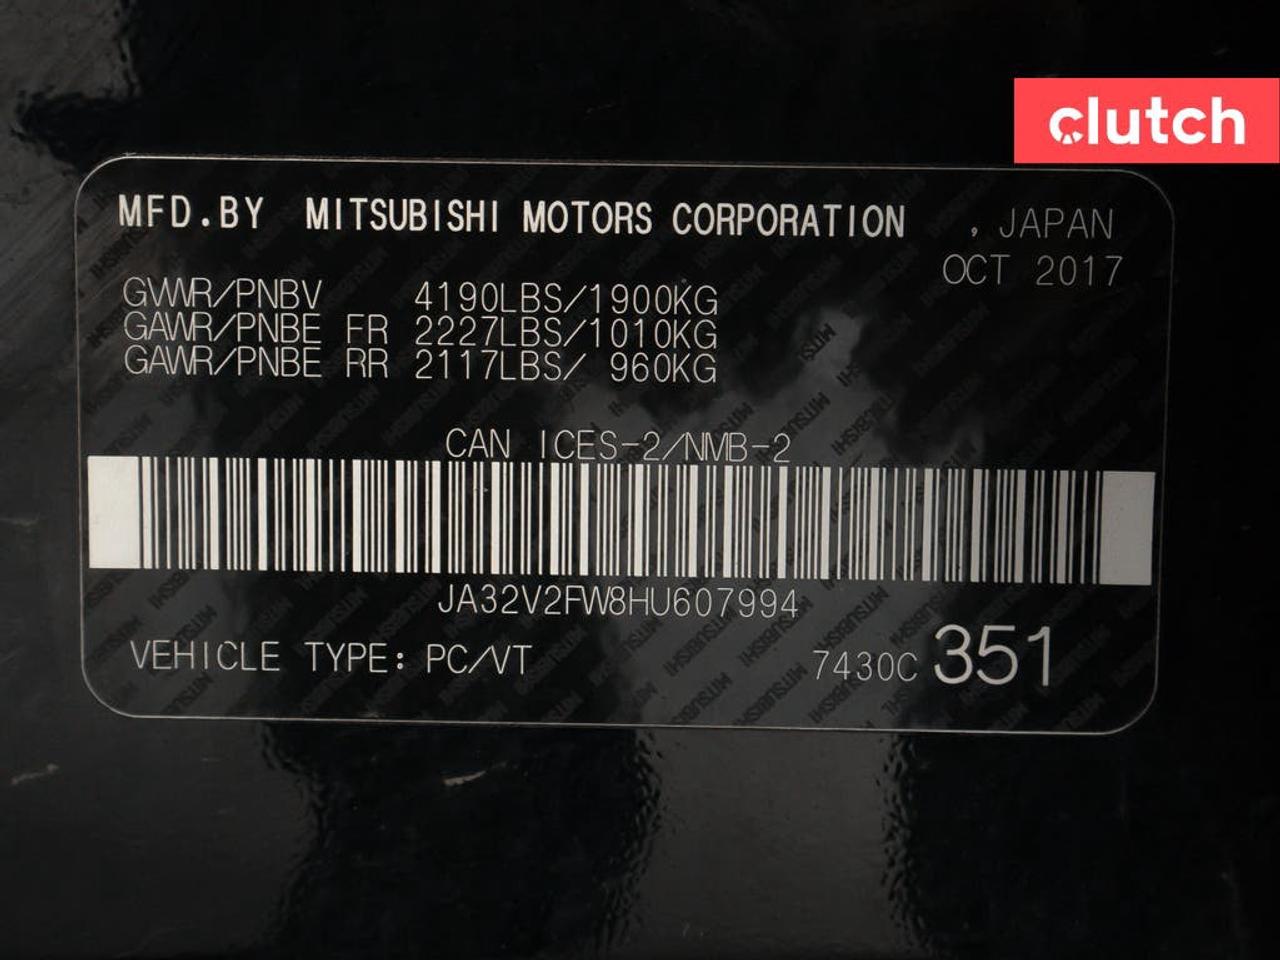 clutch
MFD.BY MITSUBISHI MOTORS CORPORATION , JAPAN
OCT 2017
GVWR/PNBV 4190LBS/1900KG
GAWR/PNBE FR 2227LBS/1010KG
GAWR/PNBE RR 2117LBS/ 960KG
CAN ICES-2/NMB-2
JA32V2FW8HU607994
VEHICLE TYPE: PC/VT 7430C 351